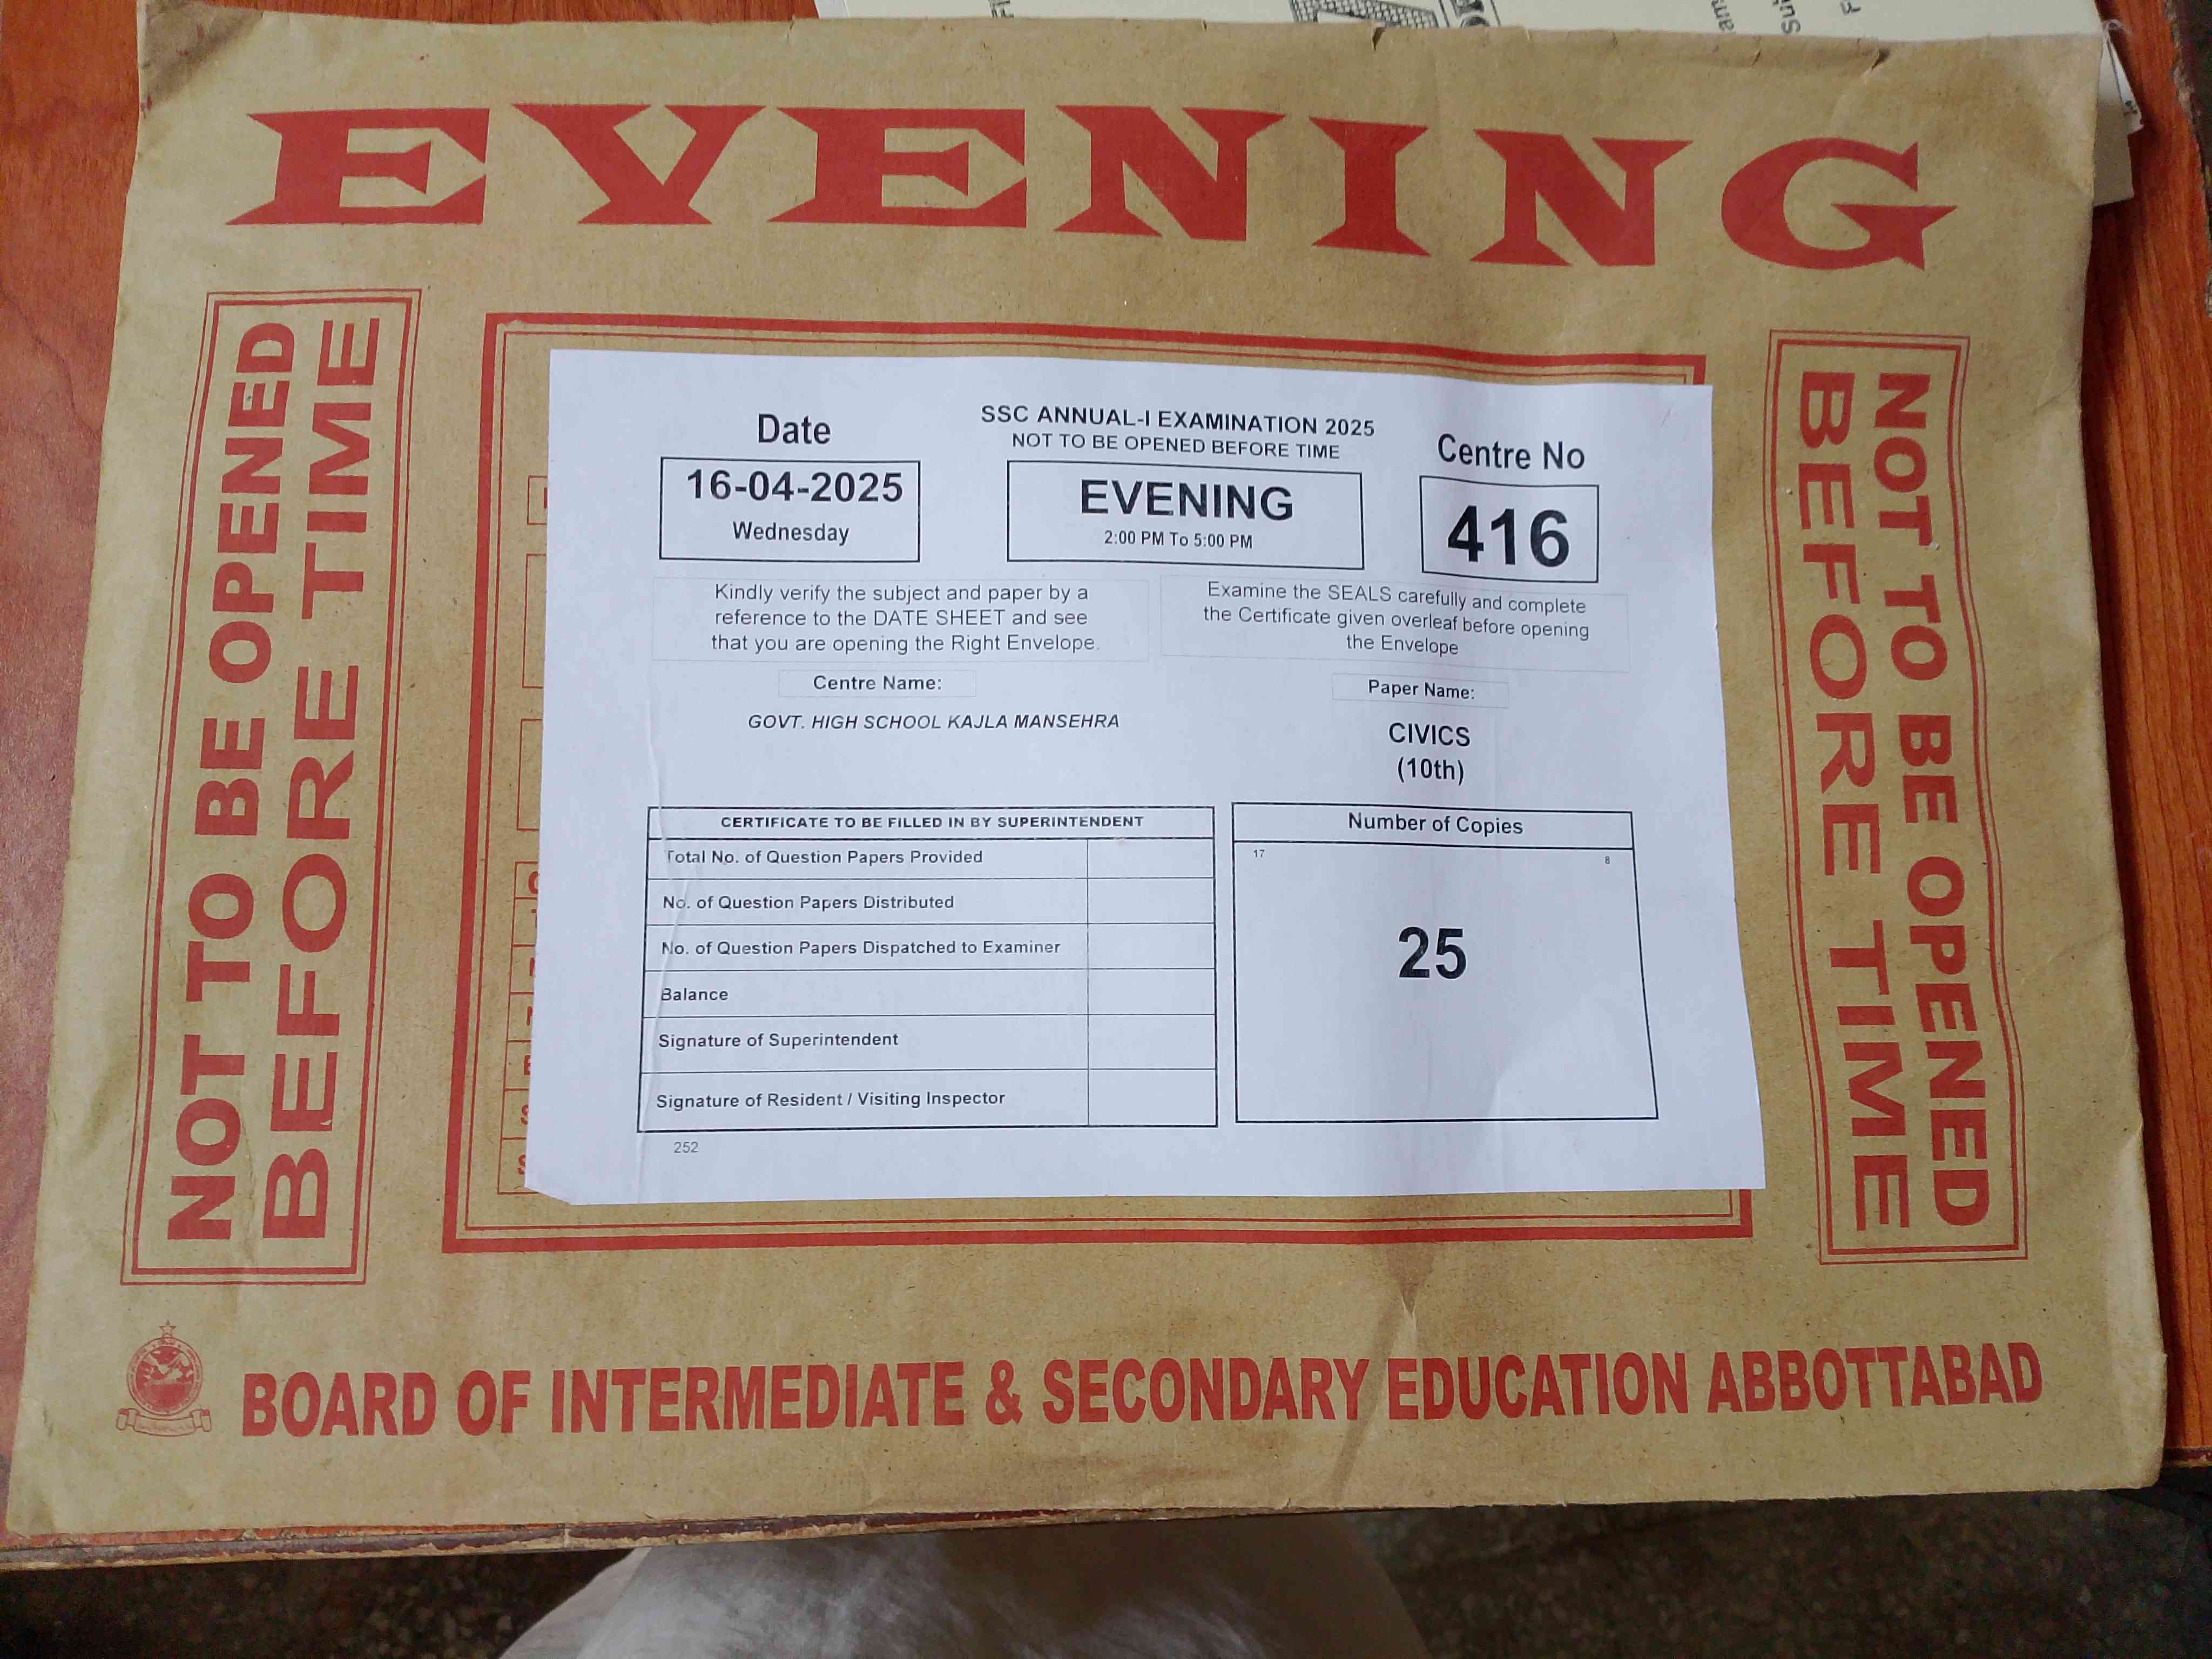 EVENING
NOT TO BE OPENED
BEFORE TIME
Date
16-04-2025
Wednesday
SSC ANNUAL-I EXAMINATION 2025
NOT TO BE OPENED BEFORE TIME
EVENING
2:00 PM To 5:00 PM
Centre No
416
Kindly verify the subject and paper by a
reference to the DATE SHEET and see
that you are opening the Right Envelope.
Examine the SEALS carefully and complete
the Certificate given overleaf before opening
the Envelope
Centre Name:
GOVT. HIGH SCHOOL KAJLA MANSEHRA
Paper Name:
CIVICS
(10th)
CERTIFICATE TO BE FILLED IN BY SUPERINTENDENT
Total No. of Question Papers Provided
No. of Question Papers Distributed
No. of Question Papers Dispatched to Examiner
Balance
Signature of Superintendent
Signature of Resident / Visiting Inspector
252
Number of Copies
17 8
25
NOT TO BE OPENED
BEFORE TIME
BOARD OF INTERMEDIATE & SECONDARY EDUCATION ABBOTTABAD